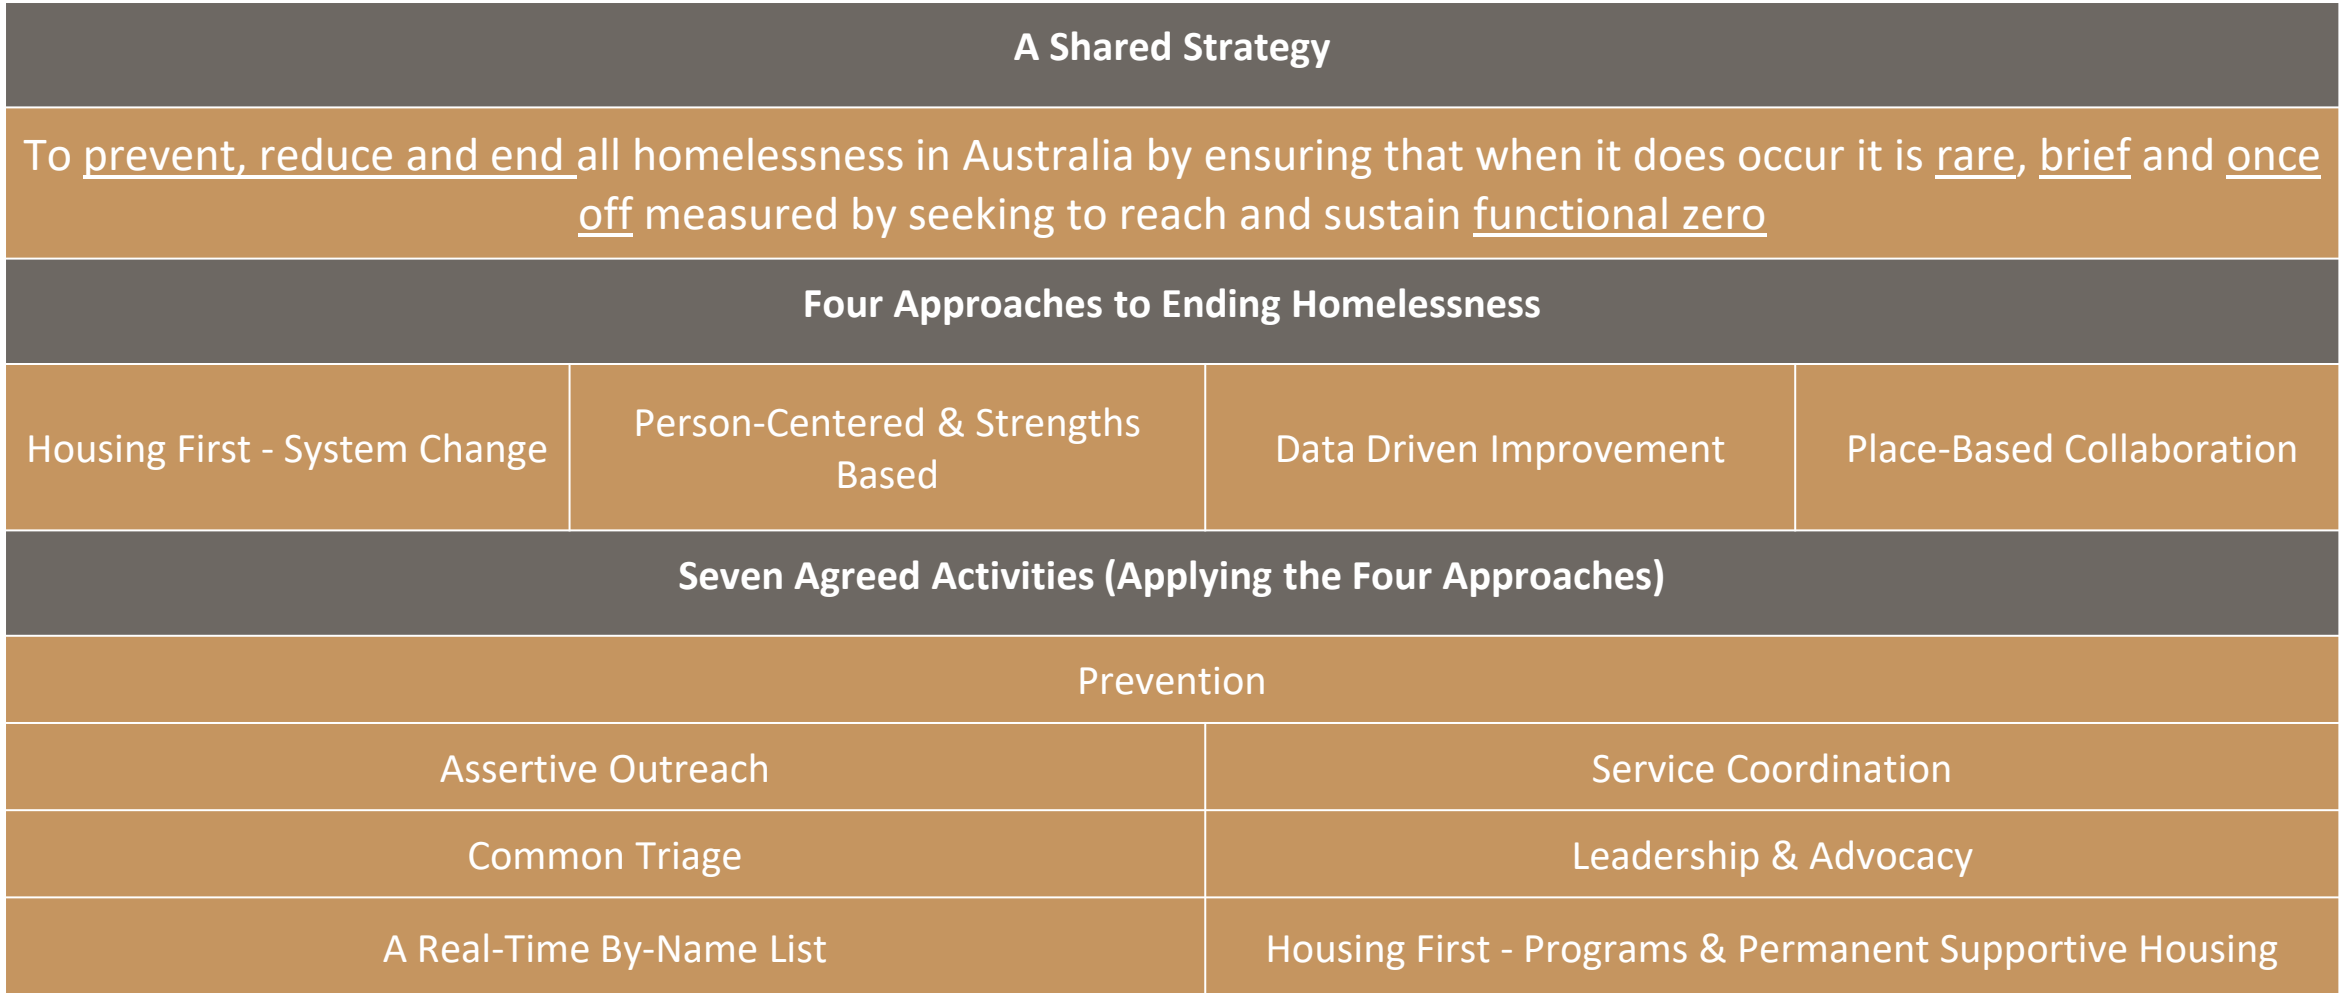 A Shared Strategy
To prevent, reduce and end all homelessness in Australia by ensuring that when it does occur it is rare, brief and once
off measured by seeking to reach and sustain functional zero
Four Approaches to Ending Homelessness
Housing First - System Change
Person-Centered & Strengths
Based
Data Driven Improvement
Place-Based Collaboration
Seven Agreed Activities (Applying the Four Approaches)
Prevention
Assertive Outreach
Service Coordination
Common Triage
Leadership & Advocacy
A Real-Time By-Name List
Housing First - Programs & Permanent Supportive Housing